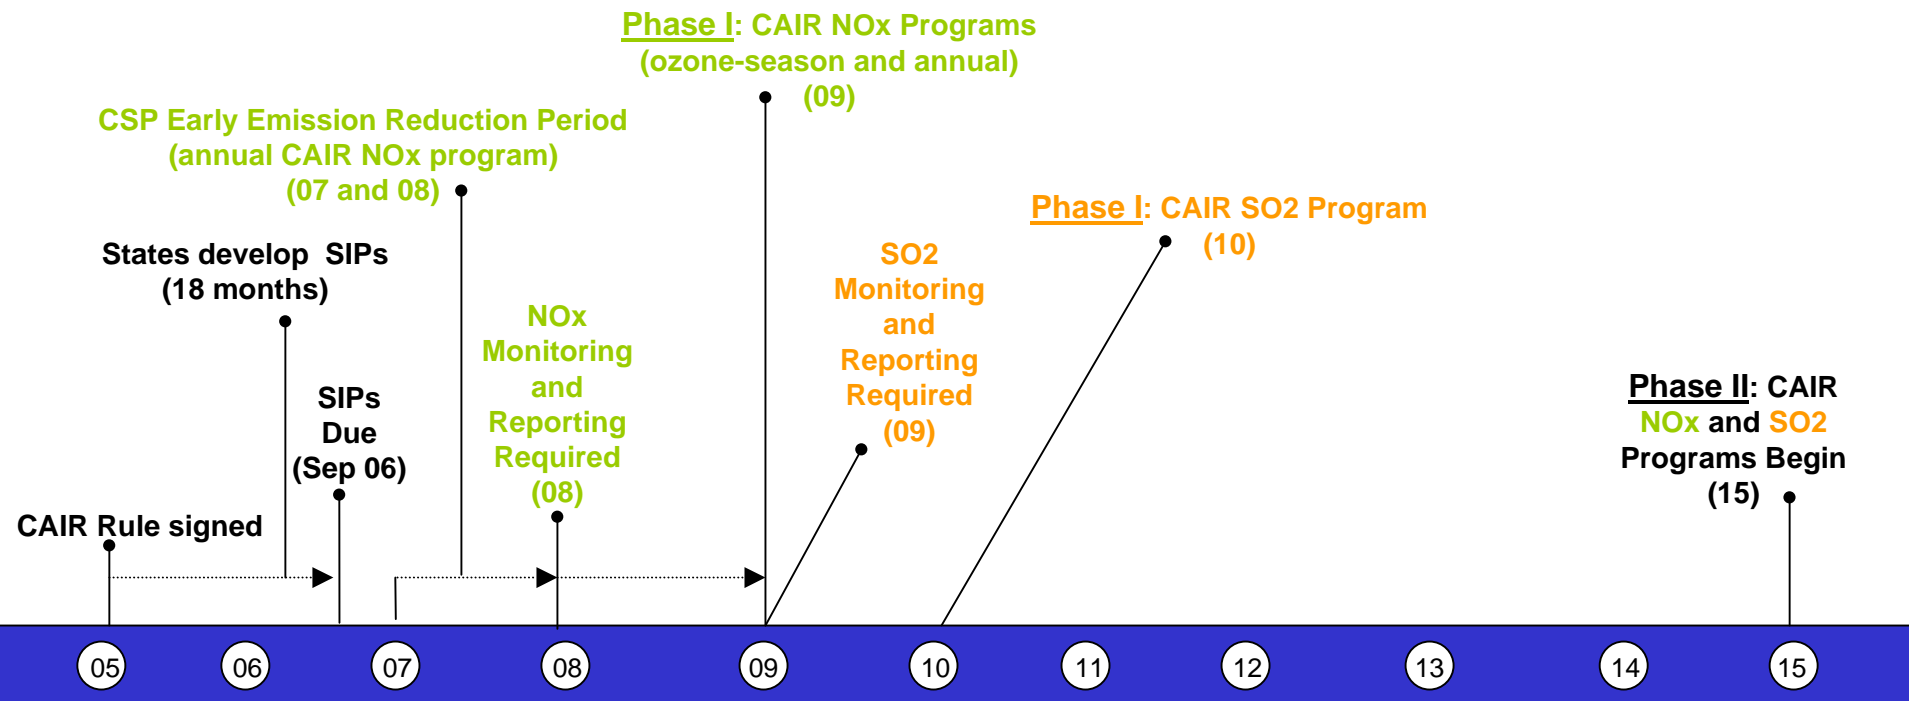 Phase I: CAIR NOx Programs
(ozone-season and annual)
(09)
CSP Early Emission Reduction Period
(annual CAIR NOx program)
(07 and 08)
Phase I: CAIR SO2 Program
(10)
States develop SIPs
(18 months)
SO2
Monitoring
and
Reporting
Required
(09)
NOx
Monitoring
and
Reporting
Required
(08)
SIPs
Due
(Sep 06)
Phase II: CAIR
NOx and SO2
Programs Begin
(15)
CAIR Rule signed
05 06 07 08 09 10 11 12 13 14 15